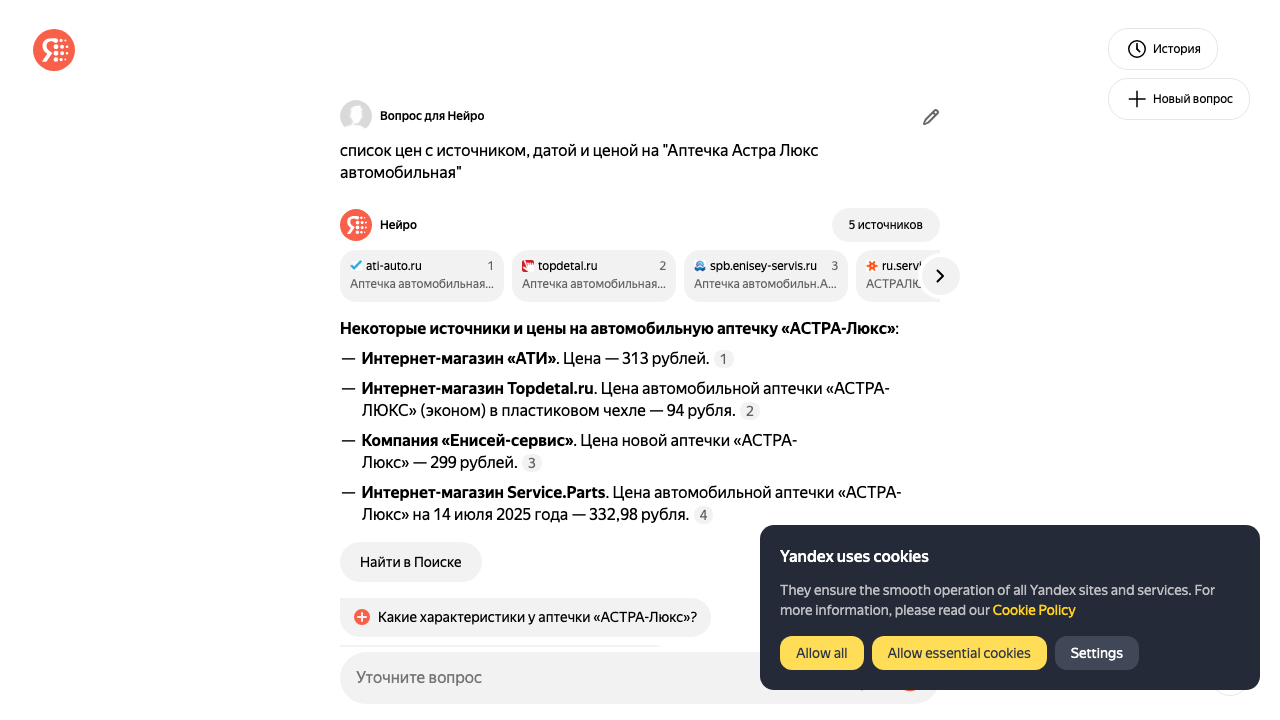 История
Новый вопрос
Вопрос для Нейро
список цен с источником, датой и ценой на "Аптечка Астра Люкс
автомобильная"
Нейро
5 источников
ati-auto.ru 1
Аптечка автомобильная...
topdetal.ru 2
Аптечка автомобильная...
spb.enisey-servis.ru 3
Аптечка автомобильн.А...
ru.servi
АСТРАЛЮ
Некоторые источники и цены на автомобильную аптечку «АСТРА-Люкс»:
— Интернет-магазин «АТИ». Цена — 313 рублей. 1
— Интернет-магазин Topdetal.ru. Цена автомобильной аптечки «АСТРА-
ЛЮКС» (эконом) в пластиковом чехле — 94 рубля. 2
— Компания «Енисей-сервис». Цена новой аптечки «АСТРА-
Люкс» — 299 рублей. 3
— Интернет-магазин Service.Parts. Цена автомобильной аптечки «АСТРА-
Люкс» на 14 июля 2025 года — 332,98 рубля. 4
Найти в Поиске
Какие характеристики у аптечки «АСТРА-Люкс»?
Уточните вопрос
Yandex uses cookies
They ensure the smooth operation of all Yandex sites and services. For
more information, please read our Cookie Policy
Allow all
Allow essential cookies
Settings